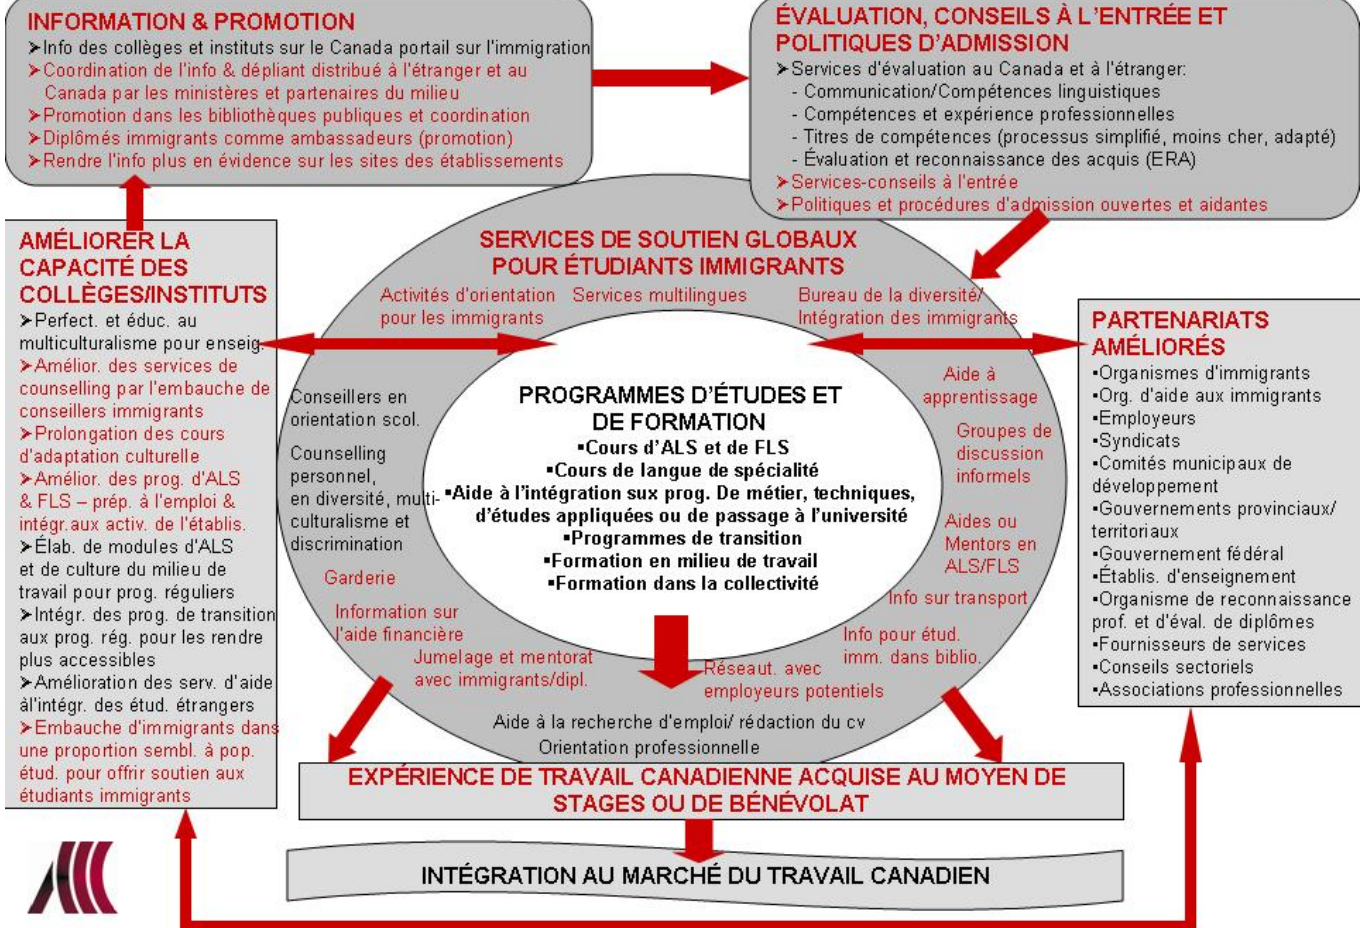 INFORMATION & PROMOTION
➢Info des collèges et instituts sur le Canada portail sur l'immigration
➢Coordination de l'info & dépliant distribué à l'étranger et au
Canada par les ministères et partenaires du milieu
➢Promotion dans les bibliothèques publiques et coordination
➢Diplômés immigrants comme ambassadeurs (promotion)
➢Rendre l'info plus en évidence sur les sites des établissements
ÉVALUATION, CONSEILS À L'ENTRÉE ET
POLITIQUES D'ADMISSION
➢Services d'évaluation au Canada et à l'étranger:
- Communication/Compétences linguistiques
- Compétences et expérience professionnelles
- Titres de compétences (processus simplifié, moins cher, adapté)
- Évaluation et reconnaissance des acquis (ERA)
➢Services-conseils à l'entrée
➢Politiques et procédures d'admission ouvertes et aidantes
AMÉLIORER LA
CAPACITÉ DES
COLLÈGES/INSTITUTS
➢Perfect. et éduc. au
multiculturalisme pour enseig.
➢Amélior. des services de
counselling par l'embauche de
conseillers immigrants
➢Prolongation des cours
d'adaptation culturelle
➢Amélior. des prog. d'ALS
& FLS – prép. à l'emploi &
intégr.aux activ. de l'établis.
➢Élab. de modules d'ALS
et de culture du milieu de
travail pour prog. réguliers
➢Intégr. des prog. de transition
aux prog. rég. pour les rendre
plus accessibles
➢Amélioration des serv. d'aide
àl'intégr. des étud. étrangers
➢Embauche d'immigrants dans
une proportion sembl. à pop.
étud. pour offrir soutien aux
étudiants immigrants
SERVICES DE SOUTIEN GLOBAUX
POUR ÉTUDIANTS IMMIGRANTS
Activités d'orientation
pour les immigrants
Services multilingues
Bureau de la diversité/
Intégration des immigrants
Conseillers en
orientation scol.
Counselling
personnel,
en diversité, multi-
culturalisme et
discrimination
Garderie
Information sur
l'aide financière
Jumelage et mentorat
avec immigrants/dipl.
PROGRAMMES D'ÉTUDES ET
DE FORMATION
▪Cours d'ALS et de FLS
▪Cours de langue de spécialité
▪Aide à l'intégration sux prog. De métier, techniques,
d'études appliquées ou de passage à l'université
▪Programmes de transition
▪Formation en milieu de travail
▪Formation dans la collectivité
Aide à
apprentissage
Groupes de
discussion
informels
Aides ou
Mentors en
ALS/FLS
Info sur transport
Info pour étud.
imm. dans biblio.
Réseaut. avec
employeurs potentiels
Aide à la recherche d'emploi/ rédaction du cv
Orientation professionnelle
PARTENARIATS
AMÉLIORÉS
▪Organismes d'immigrants
▪Org. d'aide aux immigrants
▪Employeurs
▪Syndicats
▪Comités municipaux de
développement
▪Gouvernements provinciaux/
territoriaux
▪Gouvernement fédéral
▪Établis. d'enseignement
▪Organisme de reconnaissance
prof. et d'éval. de diplômes
▪Fournisseurs de services
▪Conseils sectoriels
▪Associations professionnelles
EXPÉRIENCE DE TRAVAIL CANADIENNE ACQUISE AU MOYEN DE
STAGES OU DE BÉNÉVOLAT
INTÉGRATION AU MARCHÉ DU TRAVAIL CANADIEN